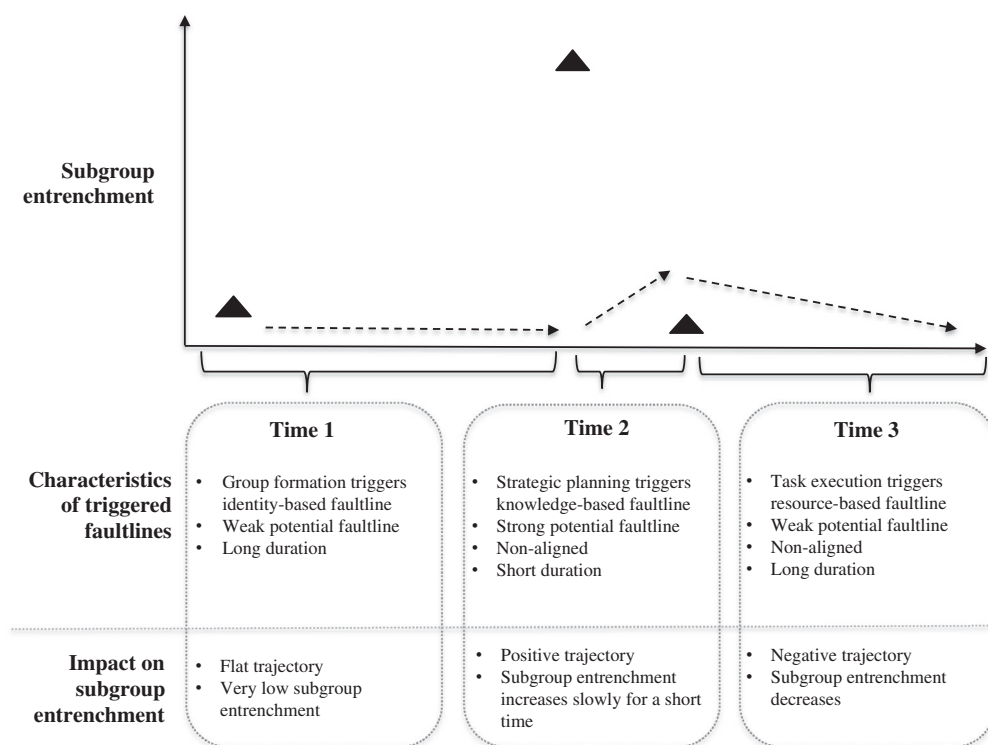 Subgroup
entrenchment
Time 1
Time 2
Time 3
Characteristics
of triggered
faultlines
• Group formation triggers
identity-based faultline
• Weak potential faultline
• Long duration
• Strategic planning triggers
knowledge-based faultline
• Strong potential faultline
• Non-aligned
• Short duration
• Task execution triggers
resource-based faultline
• Weak potential faultline
• Non-aligned
• Long duration
Impact on
subgroup
entrenchment
• Flat trajectory
• Very low subgroup
entrenchment
• Positive trajectory
• Subgroup entrenchment
increases slowly for a short
time
• Negative trajectory
• Subgroup entrenchment
decreases